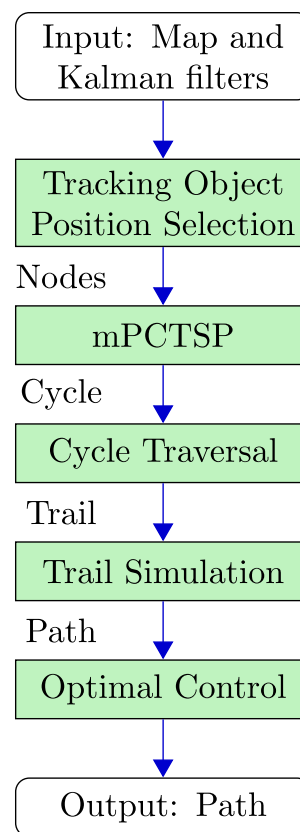 Input: Map and
Kalman filters
Tracking Object
Position Selection
Nodes
mPCTSP
Cycle
Cycle Traversal
Trail
Trail Simulation
Path
Optimal Control
Output: Path